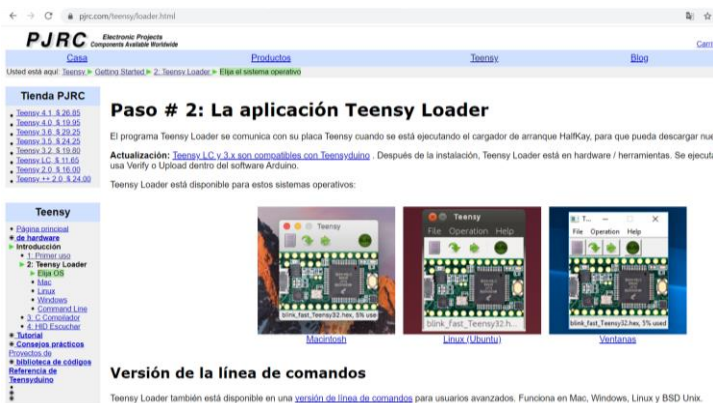 pjrc.com/teensy/loader.html
PJRC Electronic Projects
Components Available Worldwide
Casa Productos Teensy Blog
Usted está aquí: Teensy ► Getting Started ► 2: Teensy Loader ► Elija el sistema operativo
Tienda PJRC
Teensy 4.1 $ 26.85
Teensy 4.0 $ 19.95
Teensy 3.6 $ 29.25
Teensy 3.5 $ 24.25
Teensy 3.2 $ 19.80
Teensy LC $ 11.65
Teensy 2.0 $ 16.00
Teensy ++ 2.0 $ 24.00
Teensy
Página principal
de hardware
Introducción
1: Primer uso
2: Teensy Loader
Elija OS
Mac
Linux
Windows
Command Line
3: C Compilador
4: HID Escuchar
Tutorial
Consejos prácticos
Proyectos de
biblioteca de códigos
Referencia de
Teensyduino
Paso # 2: La aplicación Teensy Loader
El programa Teensy Loader se comunica con su placa Teensy cuando se está ejecutando el cargador de arranque HalfKay, para que pueda descargar
Actualización: Teensy LC y 3.x son compatibles con Teensyduino . Después de la instalación, Teensy Loader está en hardware / herramientas. Se
usa Verify o Upload dentro del software Arduino.
Teensy Loader está disponible para estos sistemas operativos:
Teensy
blink_fast_Teensy32.hex, 5% use
Macintosh
Teensy
File Operation Help
blink_fast_Teensy32.h...
Linux (Ubuntu)
T...
File Operation Help
blink_fast_Teensy32.hex, 5% used
Ventanas
Versión de la línea de comandos
Teensy Loader también está disponible en una versión de línea de comandos para usuarios avanzados. Funciona en Mac, Windows, Linux y BSD Unix.